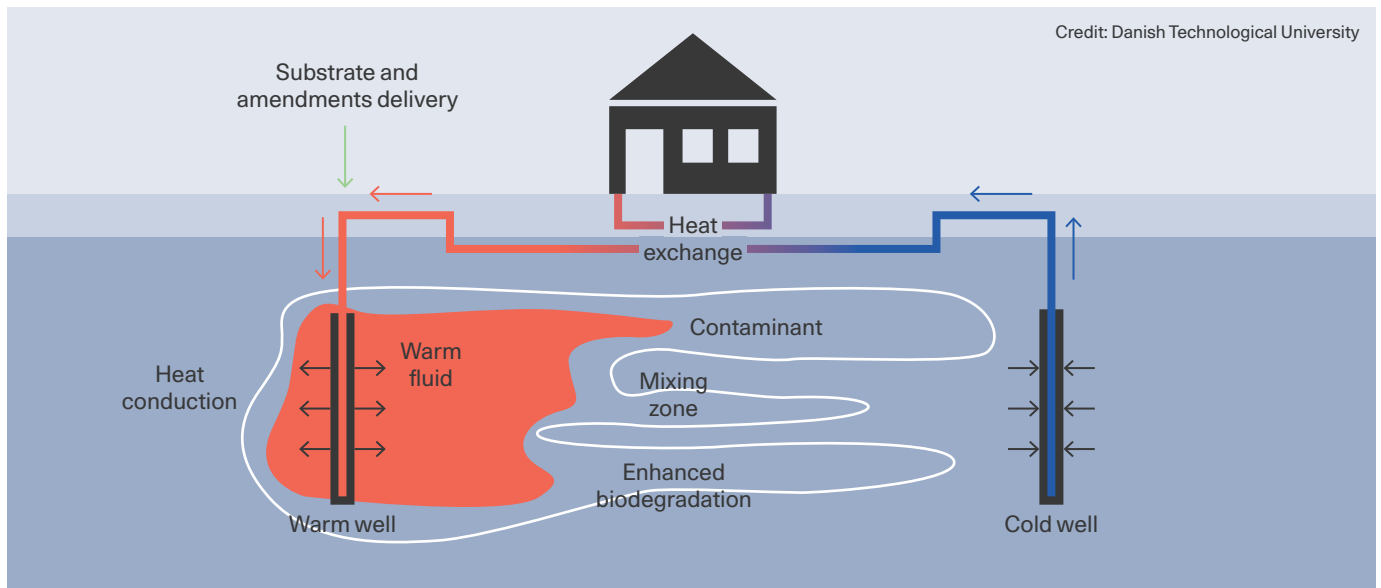 Credit: Danish Technological University
Substrate and
amendments delivery
Heat
exchange
Contaminant
Warm
fluid
Heat
conduction
Mixing
zone
Enhanced
biodegradation
Warm well
Cold well